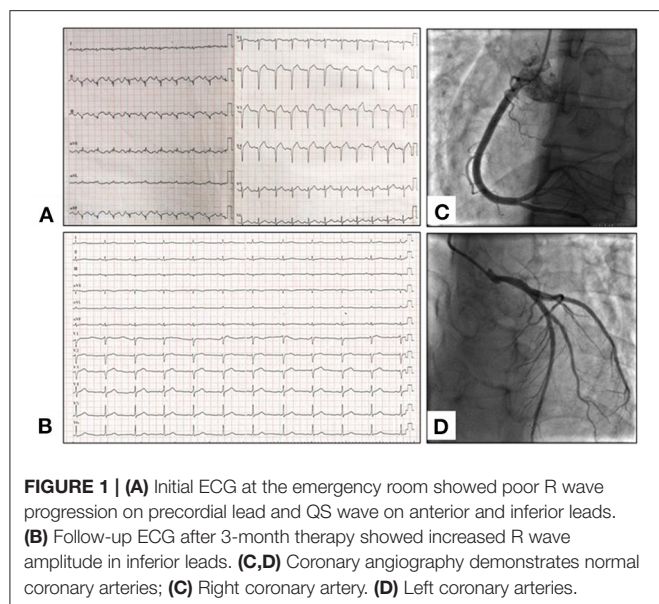 A
B
C
D
FIGURE 1 | (A) Initial ECG at the emergency room showed poor R wave
progression on precordial lead and QS wave on anterior and inferior leads.
(B) Follow-up ECG after 3-month therapy showed increased R wave
amplitude in inferior leads. (C,D) Coronary angiography demonstrates normal
coronary arteries; (C) Right coronary artery. (D) Left coronary arteries.